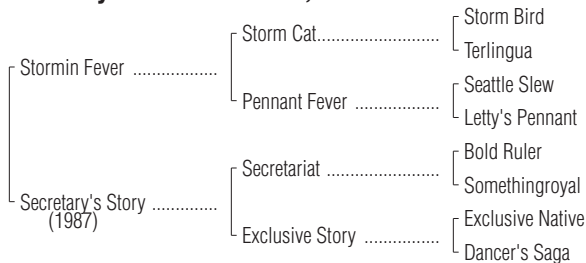 Storm Bird
Storm Cat........................................
Terlingua
Stormin Fever ..................
Seattle Slew
Pennant Fever ..................
Letty's Pennant
Bold Ruler
Secretariat ..............................
Somethingroyal
Secretary's Story ..............
(1987)
Exclusive Native
Exclusive Story ................
Dancer's Saga